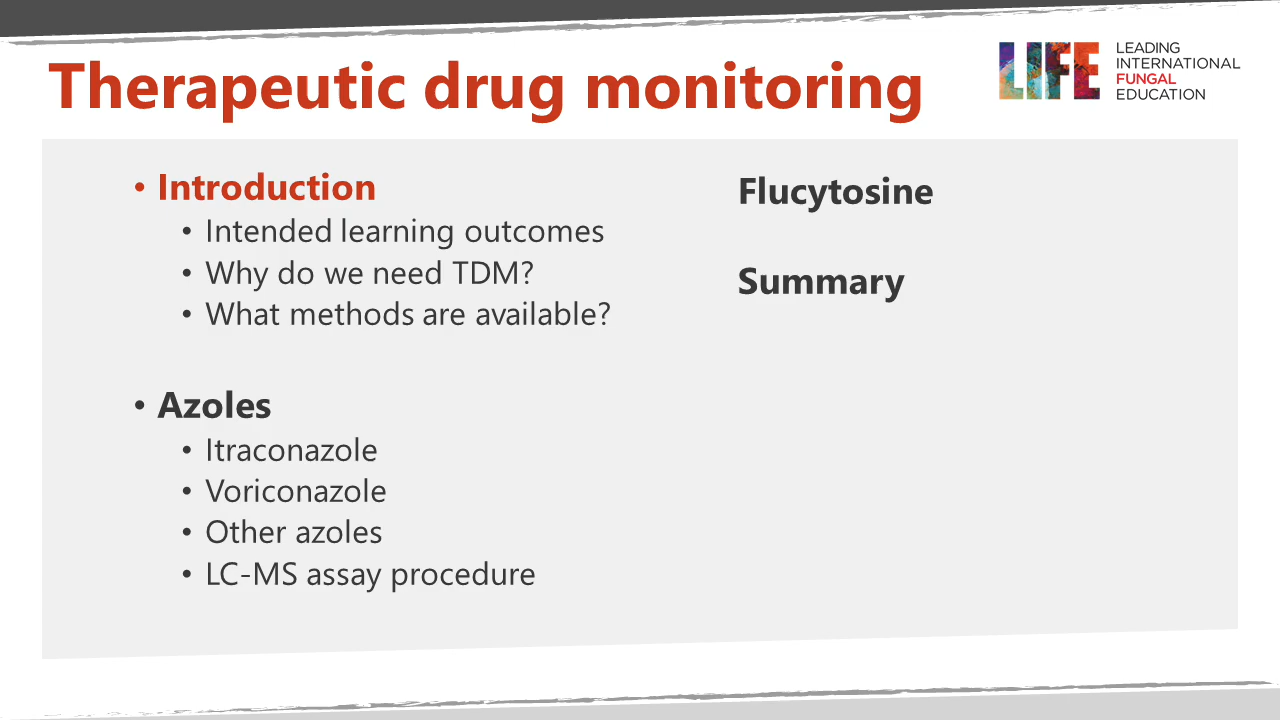 Therapeutic drug monitoring
LIFE
LEADING
INTERNATIONAL
FUNGAL
EDUCATION
• Introduction
• Intended learning outcomes
• Why do we need TDM?
• What methods are available?
• Azoles
• Itraconazole
• Voriconazole
• Other azoles
• LC-MS assay procedure
Flucytosine
Summary